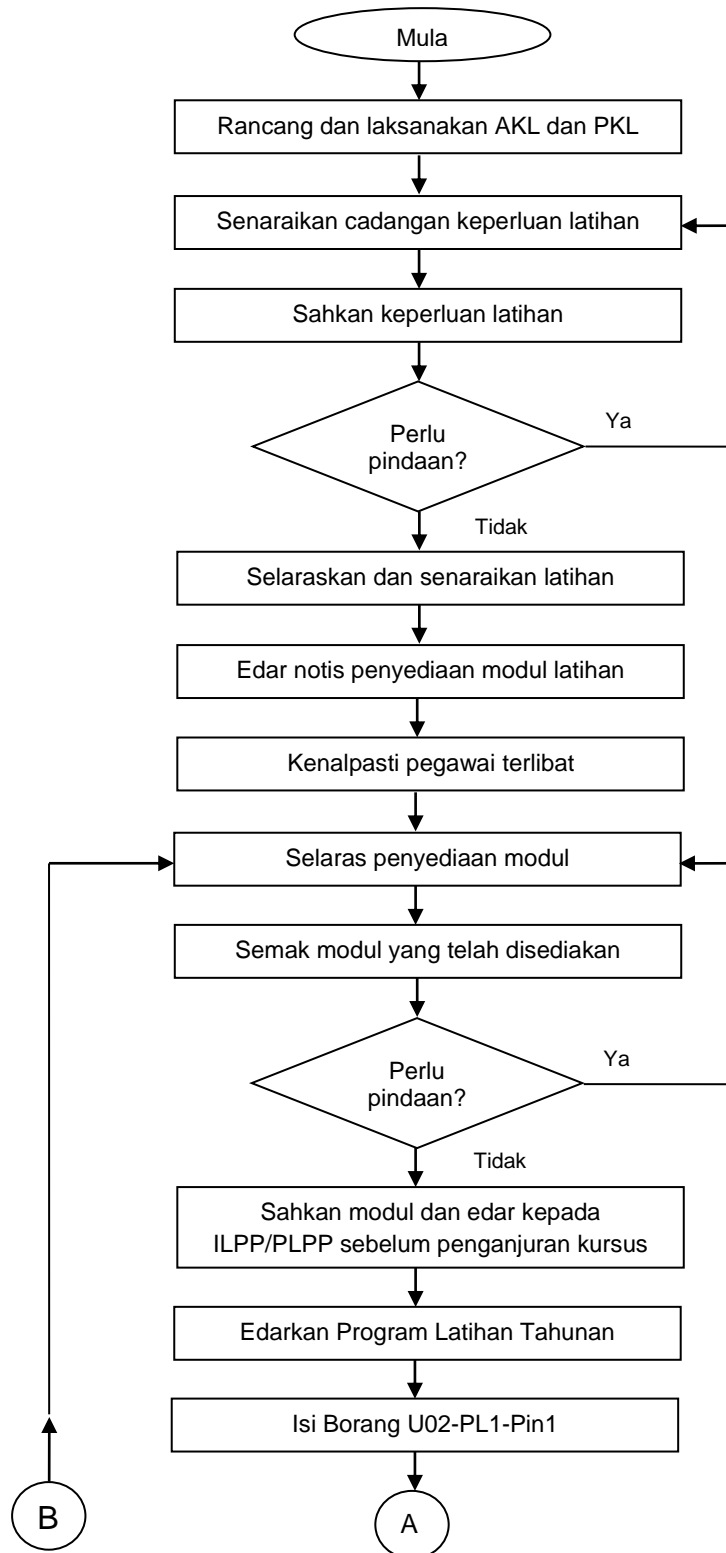 Mula
Rancang dan laksanakan AKL dan PKL
Senaraikan cadangan keperluan latihan
Sahkan keperluan latihan
Perlu
pindaan?
Ya
Tidak
Selaraskan dan senaraikan latihan
Edar notis penyediaan modul latihan
Kenalpasti pegawai terlibat
Selaras penyediaan modul
Semak modul yang telah disediakan
Perlu
pindaan?
Ya
Tidak
Sahkan modul dan edar kepada
ILPP/PLPP sebelum penganjuran kursus
Edarkan Program Latihan Tahunan
Isi Borang U02-PL1-Pin1
B
A